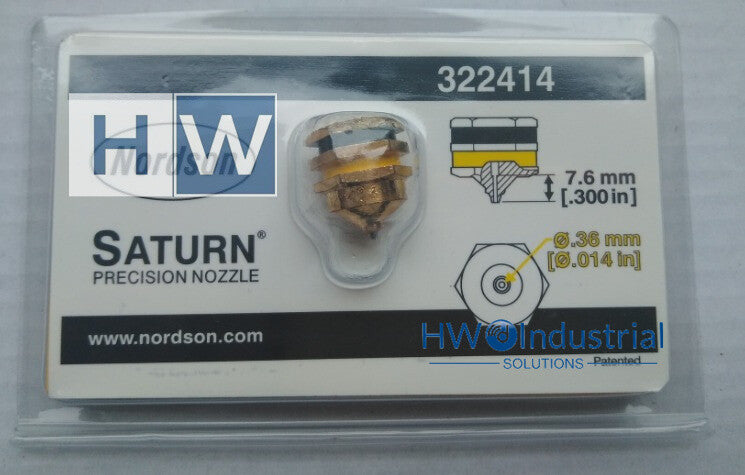 322414
HW
Nordson
7.6 mm
[.300 in]
SATURN®
PRECISION NOZZLE
Ø.36 mm
[Ø.014 in]
www.nordson.com
HW Industrial
SOLUTIONS
Patented